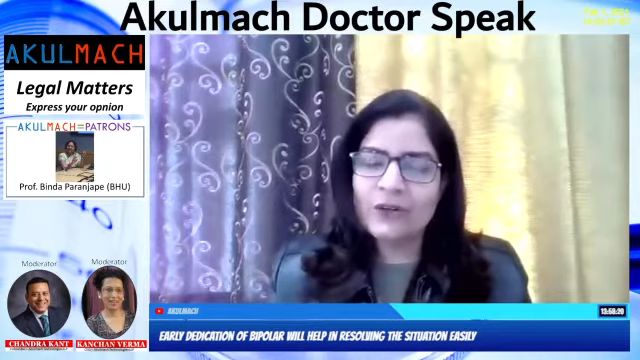 Akulmach Doctor Speak
AKULMACH
Legal Matters
Express your opnion
AKULMACH=PATRONS
Prof. Binda Paranjape (BHU)
Moderator
Moderator
CHANDRA KANT
KANCHAN VERMA
AKULMACH
13:58:20
EARLY DEDICATION OF BIPOLAR WILL HELP IN RESOLVING THE SITUATION EASILY